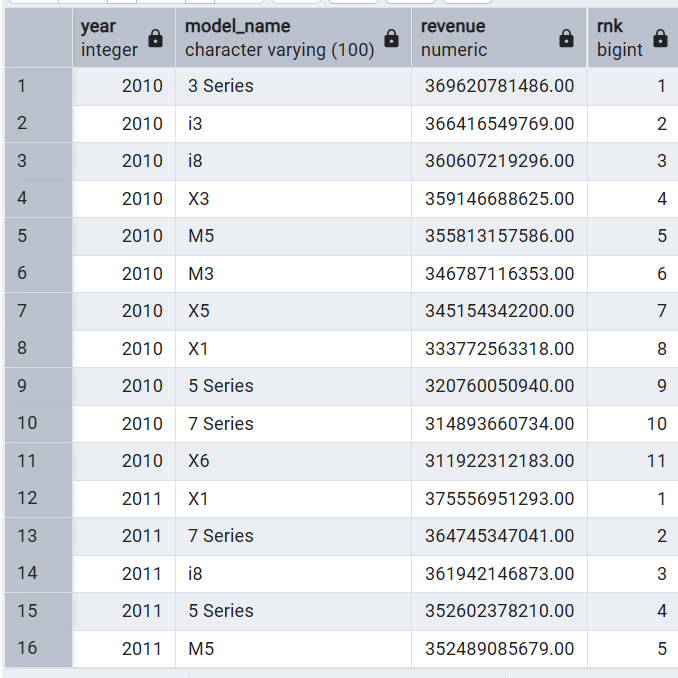 year model_name revenue rnk
integer character varying (100) numeric bigint
1 2010 3 Series 369620781486.00 1
2 2010 i3 366416549769.00 2
3 2010 i8 360607219296.00 3
4 2010 X3 359146688625.00 4
5 2010 M5 355813157586.00 5
6 2010 M3 346787116353.00 6
7 2010 X5 345154342200.00 7
8 2010 X1 333772563318.00 8
9 2010 5 Series 320760050940.00 9
10 2010 7 Series 314893660734.00 10
11 2010 X6 311922312183.00 11
12 2011 X1 375556951293.00 1
13 2011 7 Series 364745347041.00 2
14 2011 i8 361942146873.00 3
15 2011 5 Series 352602378210.00 4
16 2011 M5 352489085679.00 5